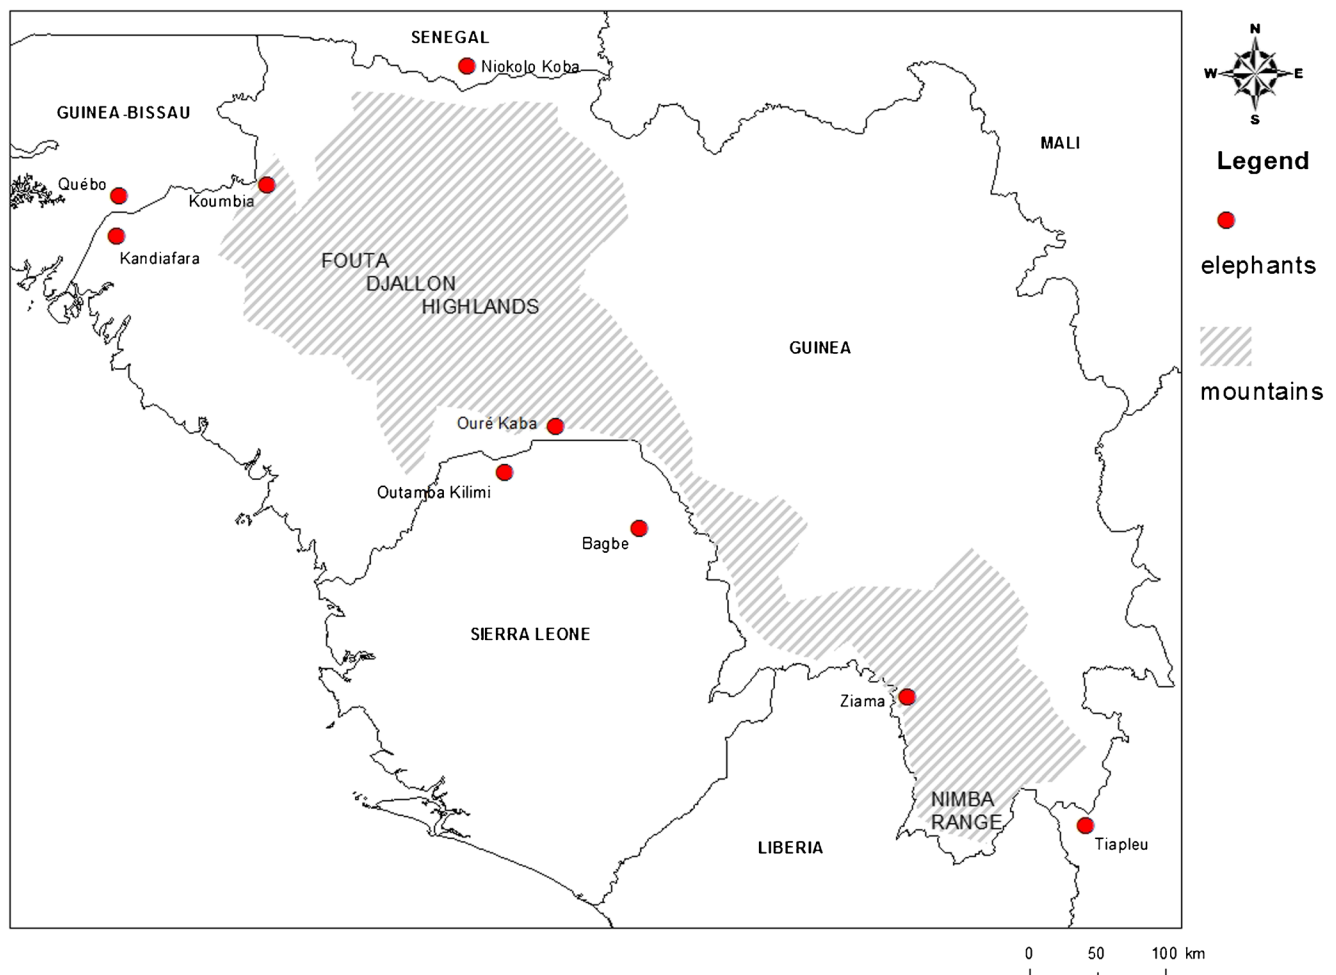 SENEGAL
Niokolo Koba
GUINEA-BISSAU
MALI
Québo
Koumbia
Kandiafara
FOUTA
DJALLON
HIGHLANDS
GUINEA
Ouré Kaba
Outamba Kilimi
Bagbe
SIERRA LEONE
Ziama
NIMBA
RANGE
LIBERIA
Tiapleu
N
W E
S
Legend
elephants
mountains
0 50 100 km